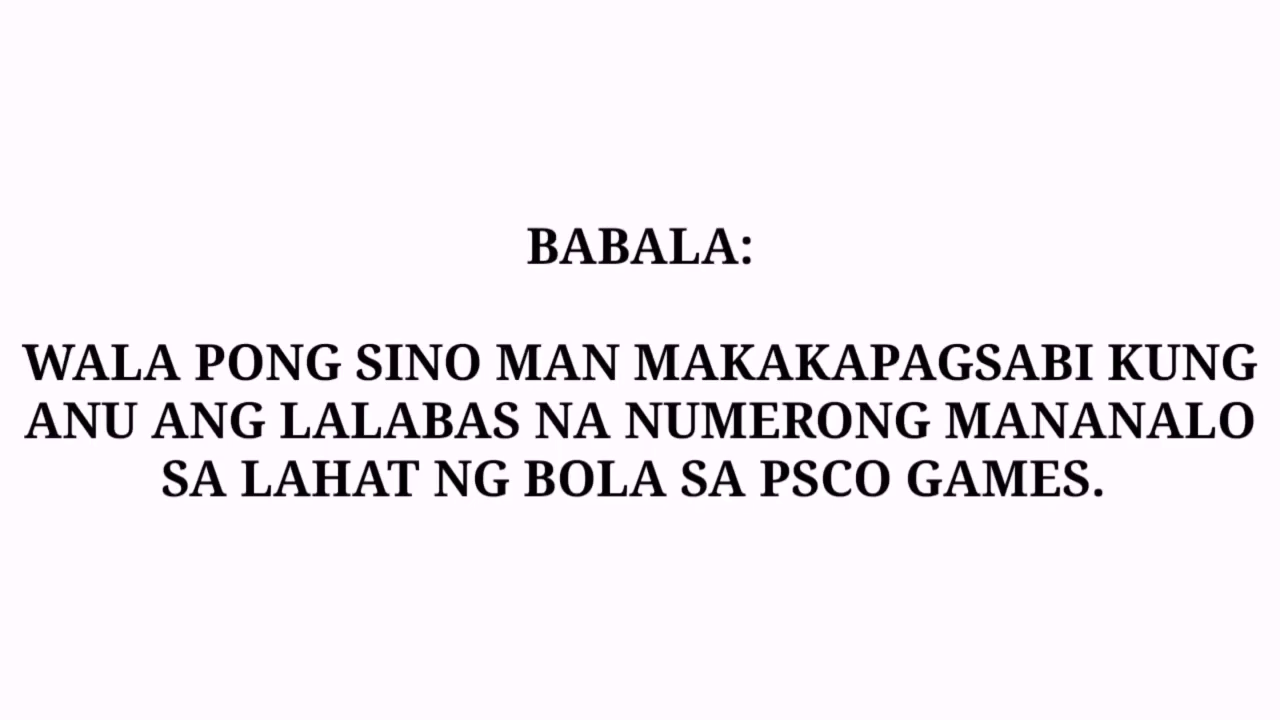 BABALA:
WALA PONG SINO MAN MAKAKAPAGSABI KUNG
ANU ANG LALABAS NA NUMERONG MANANALO
SA LAHAT NG BOLA SA PSCO GAMES.